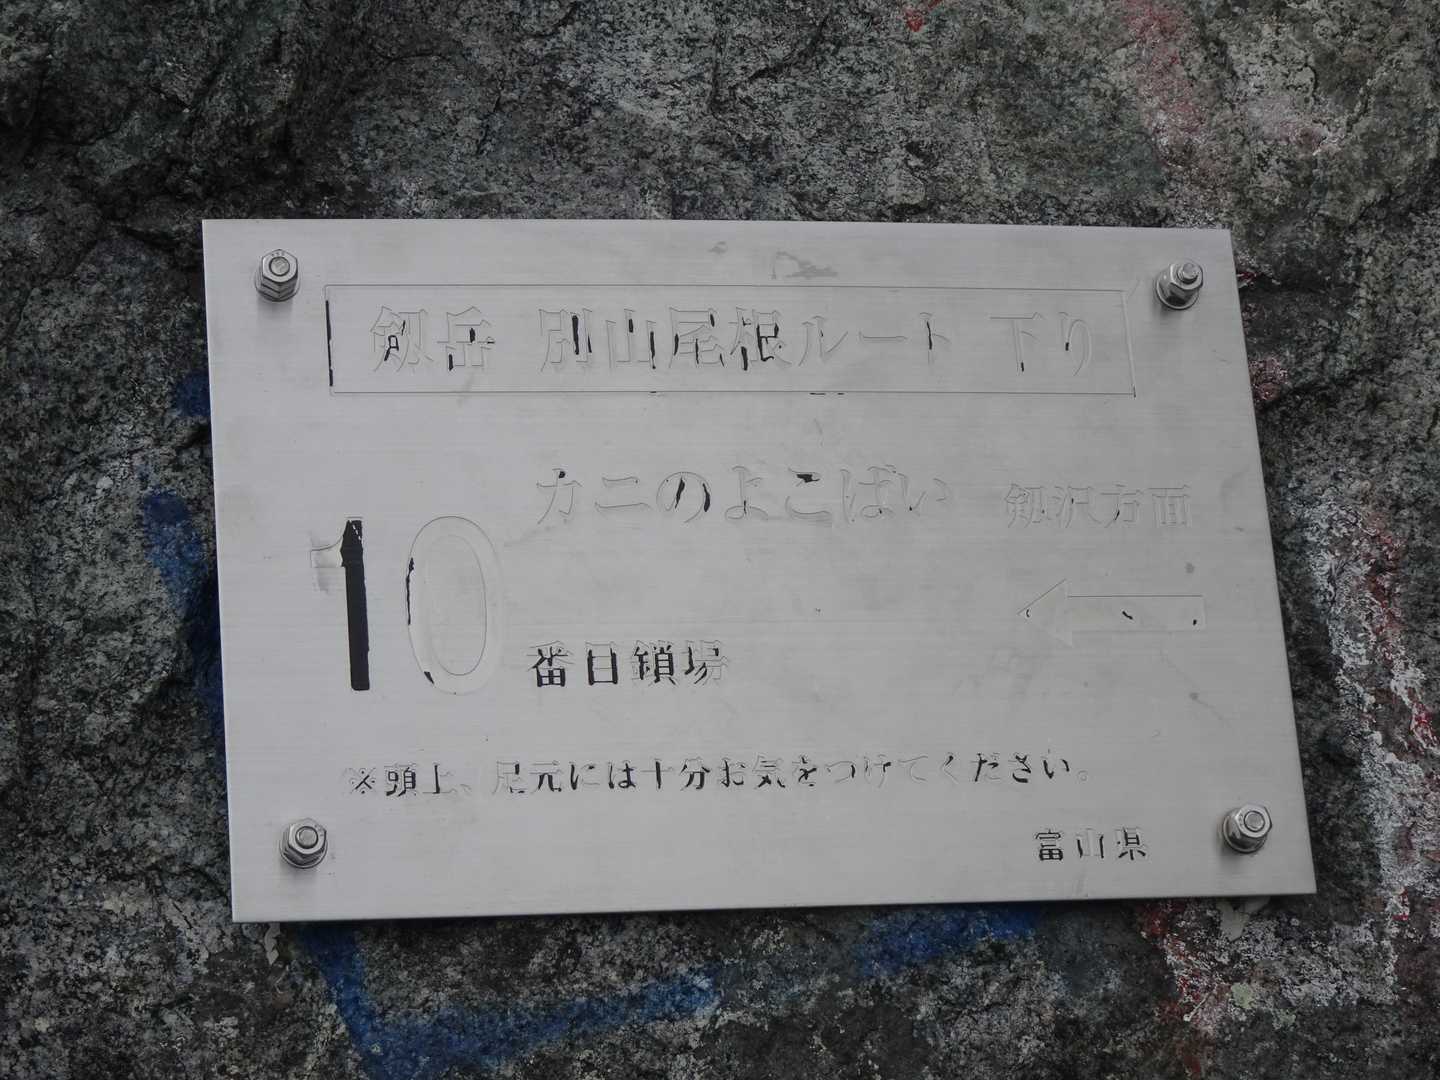 剱岳 別山尾根ルート 下り
カニのよこばい 剱沢方面
10番目鎖場
※頭上、足元には十分お気をつけてください。
富山県